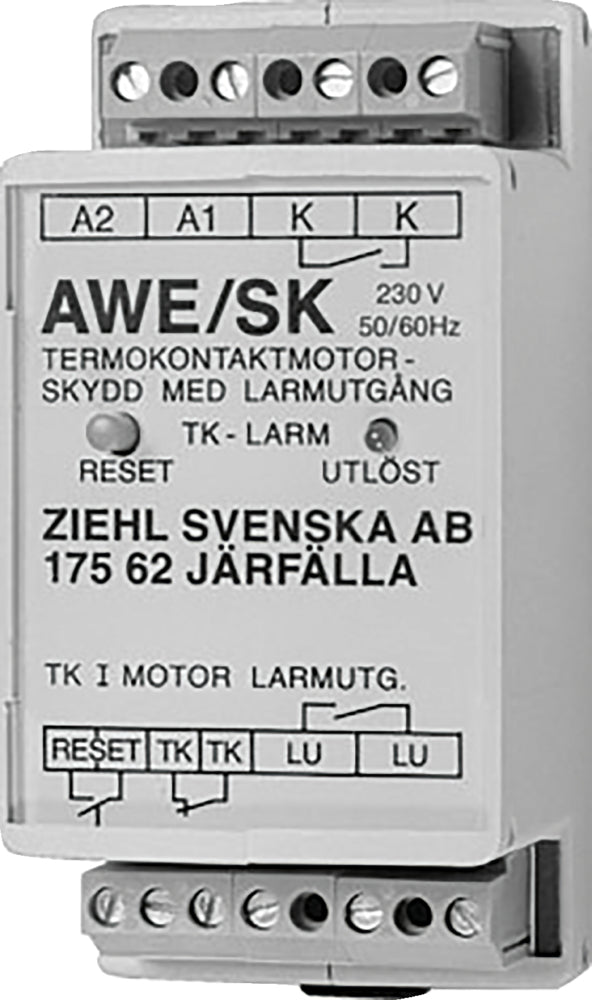 A2 A1 K K
AWE/SK 230 V
50/60Hz
TERMOKONTAKTMOTOR-
SKYDD MED LARMUTGÅNG
TK-LARM
RESET UTLÖST
ZIEHL SVENSKA AB
175 62 JÄRFÄLLA
TK I MOTOR LARMUTG.
RESET TK TK LU LU